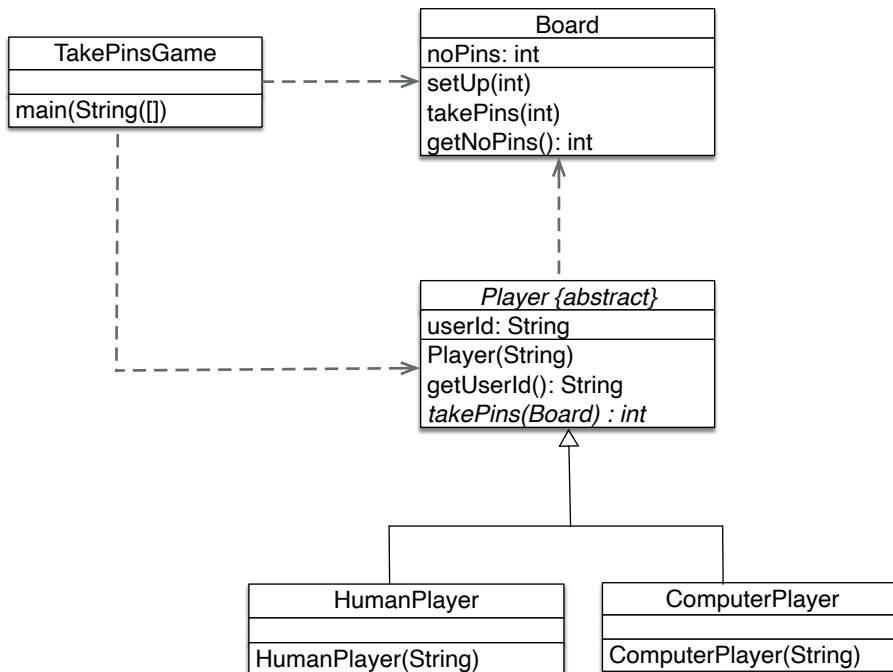 TakePinsGame
main(String([])
Board
noPins: int
setUp(int)
takePins(int)
getNoPins(): int
Player {abstract}
userId: String
Player(String)
getUserId(): String
takePins(Board) : int
HumanPlayer
HumanPlayer(String)
ComputerPlayer
ComputerPlayer(String)